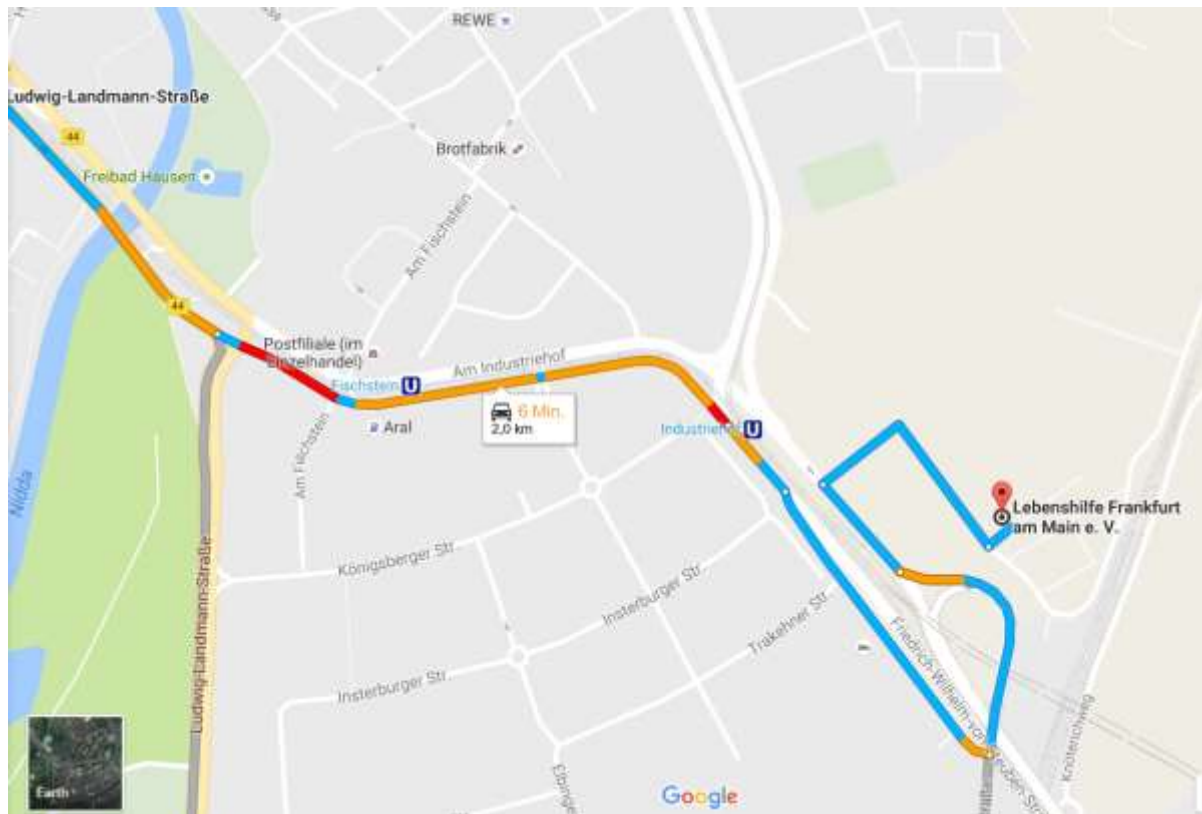 REWE
Ludwig-Landmann-Straße
44
Brotfabrik
Freibad Hausen
Am Fischstein
44
Postfiliale (im
Einzelhandel)
Am Industriehof
Fischstein U
6 Min.
2,0 km
Aral
Industriehof U
Am Fischstein
Nidda
Lebenshilfe Frankfurt
am Main e. V.
Königsberger Str
Insterburger Str.
Trakehner Str.
Ludwig-Landmann-Straße
Insterburger Str.
Friedrich-Wilhelm-von-Steuben-Str
Knöterichweg
Elbinge
Earth
Google